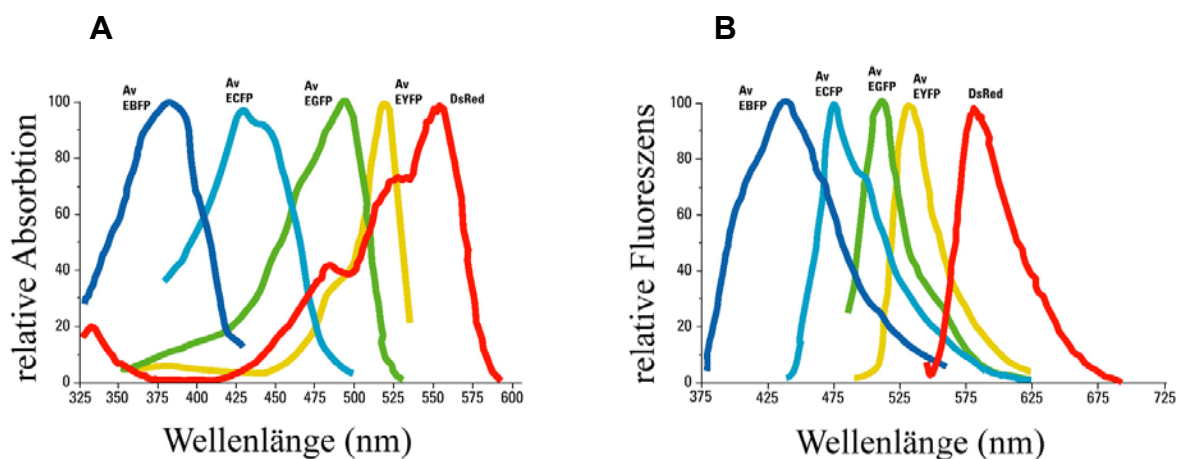 A
B
Av
EBFP
Av
ECFP
Av
EGFP
Av
EYFP
DsRed
relative Absorbtion
100
80
60
40
20
0
325
350
375
400
425
450
475
500
525
550
575
600
Wellenlänge (nm)
Av
EBFP
Av
ECFP
Av
EGFP
Av
EYFP
DsRed
relative Fluoreszens
100
80
60
40
20
0
375
425
475
525
575
625
675
725
Wellenlänge (nm)